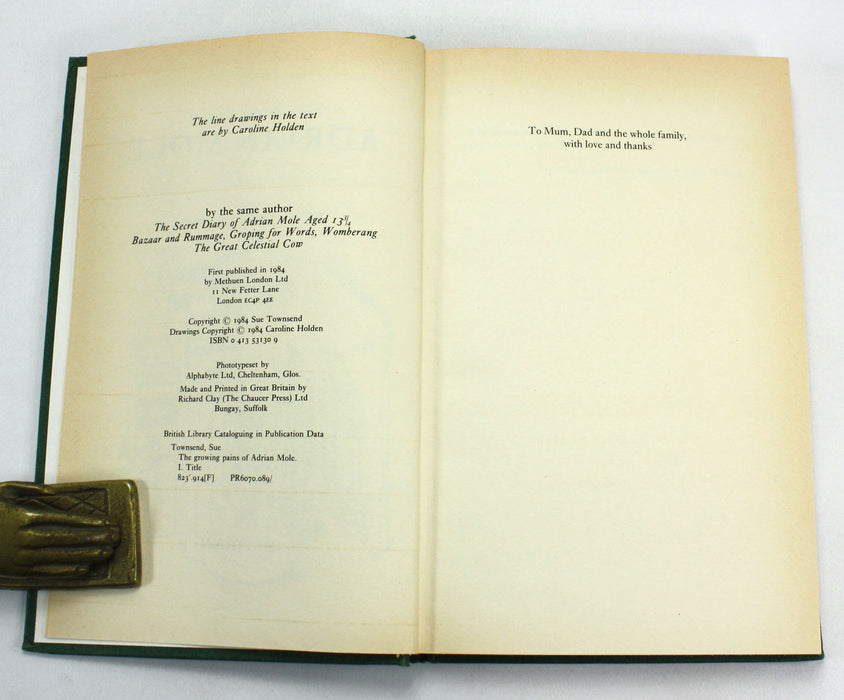 The line drawings in the text
are by Caroline Holden
by the same author
The Secret Diary of Adrian Mole Aged 13¾
Bazaar and Rummage, Groping for Words, Womberang
The Great Celestial Cow
First published in 1984
by Methuen London Ltd
11 New Fetter Lane
London EC4P 4EE
Copyright © 1984 Sue Townsend
Drawings Copyright © 1984 Caroline Holden
ISBN 0 413 53130 9
Phototypeset by
Alphabyte Ltd, Cheltenham, Glos.
Made and Printed in Great Britain by
Richard Clay (The Chaucer Press) Ltd
Bungay, Suffolk
British Library Cataloguing in Publication Data
Townsend, Sue
The growing pains of Adrian Mole.
I. Title
823'.914[F] PR6070.089/
To Mum, Dad and the whole family,
with love and thanks